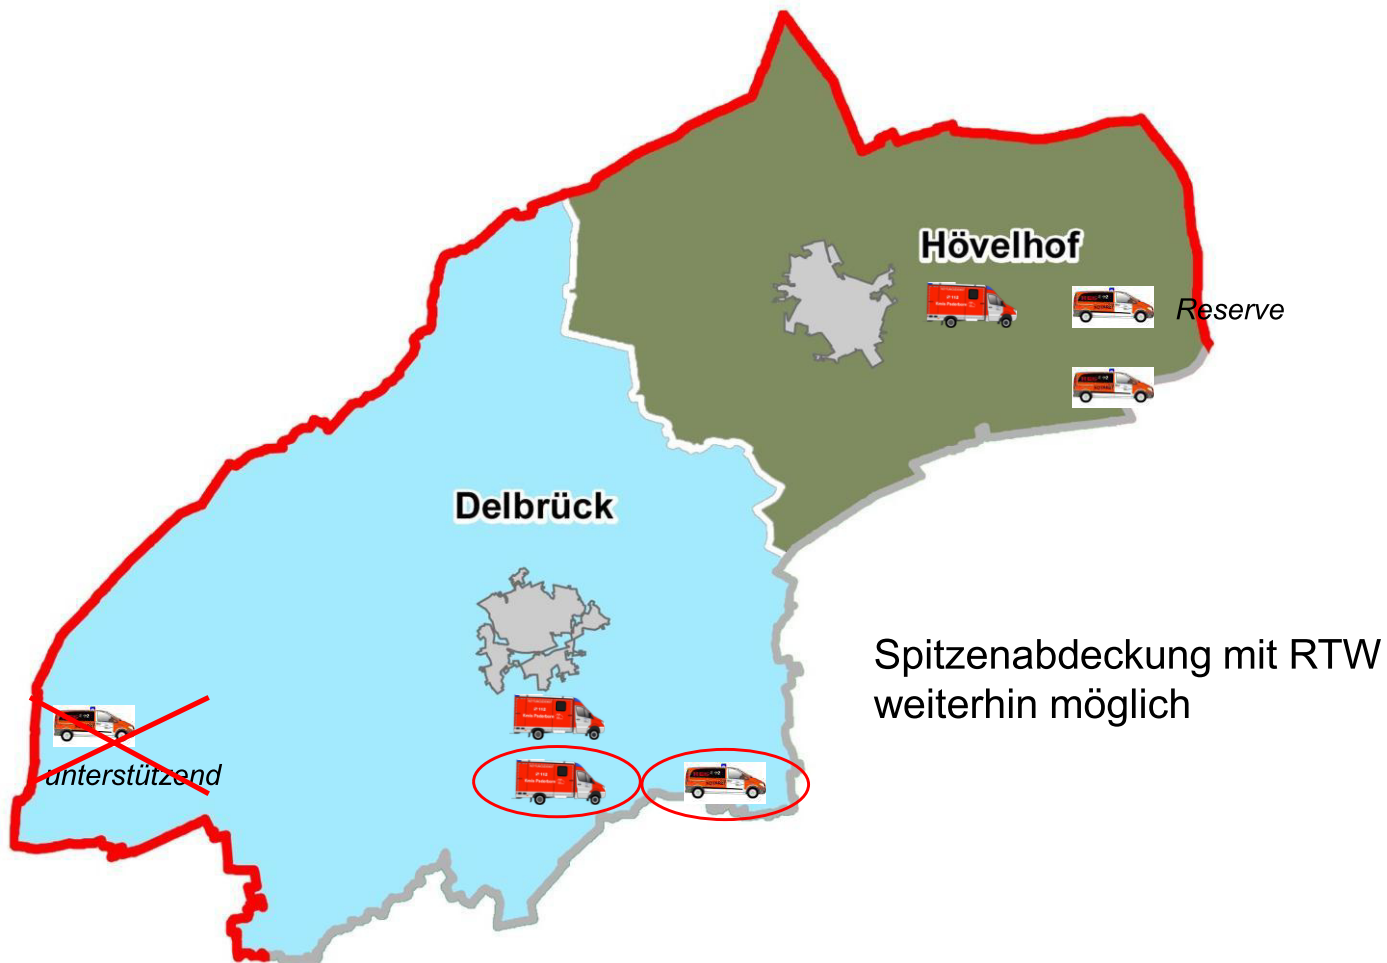 Hövelhof
Reserve
Delbrück
Spitzenabdeckung mit RTW
weiterhin möglich
unterstützend